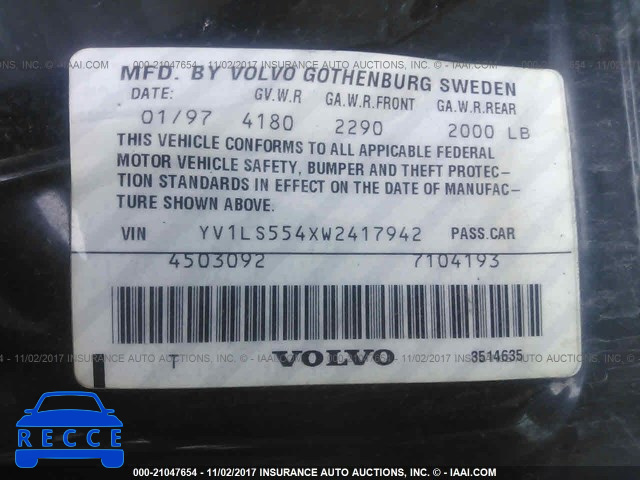 000-21047654 - 11/02/2017 INSURANCE AUTO AUCTIONS, INC. - © IAAI.COM
MFD. BY VOLVO GOTHENBURG SWEDEN
DATE: GV.W.R GA.W.R.FRONT GA.W.R.REAR
01/97 4180 2290 2000 LB
THIS VEHICLE CONFORMS TO ALL APPLICABLE FEDERAL
MOTOR VEHICLE SAFETY, BUMPER AND THEFT PROTEC-
TION STANDARDS IN EFFECT ON THE DATE OF MANUFAC-
TURE SHOWN ABOVE.
VIN YV1LS554XW2417942 PASS.CAR
4503092 7104193
T VOLVO 3514635
RECCE
000-21047654 - 11/02/2017 INSURANCE AUTO AUCTIONS, INC. - © IAAI.COM